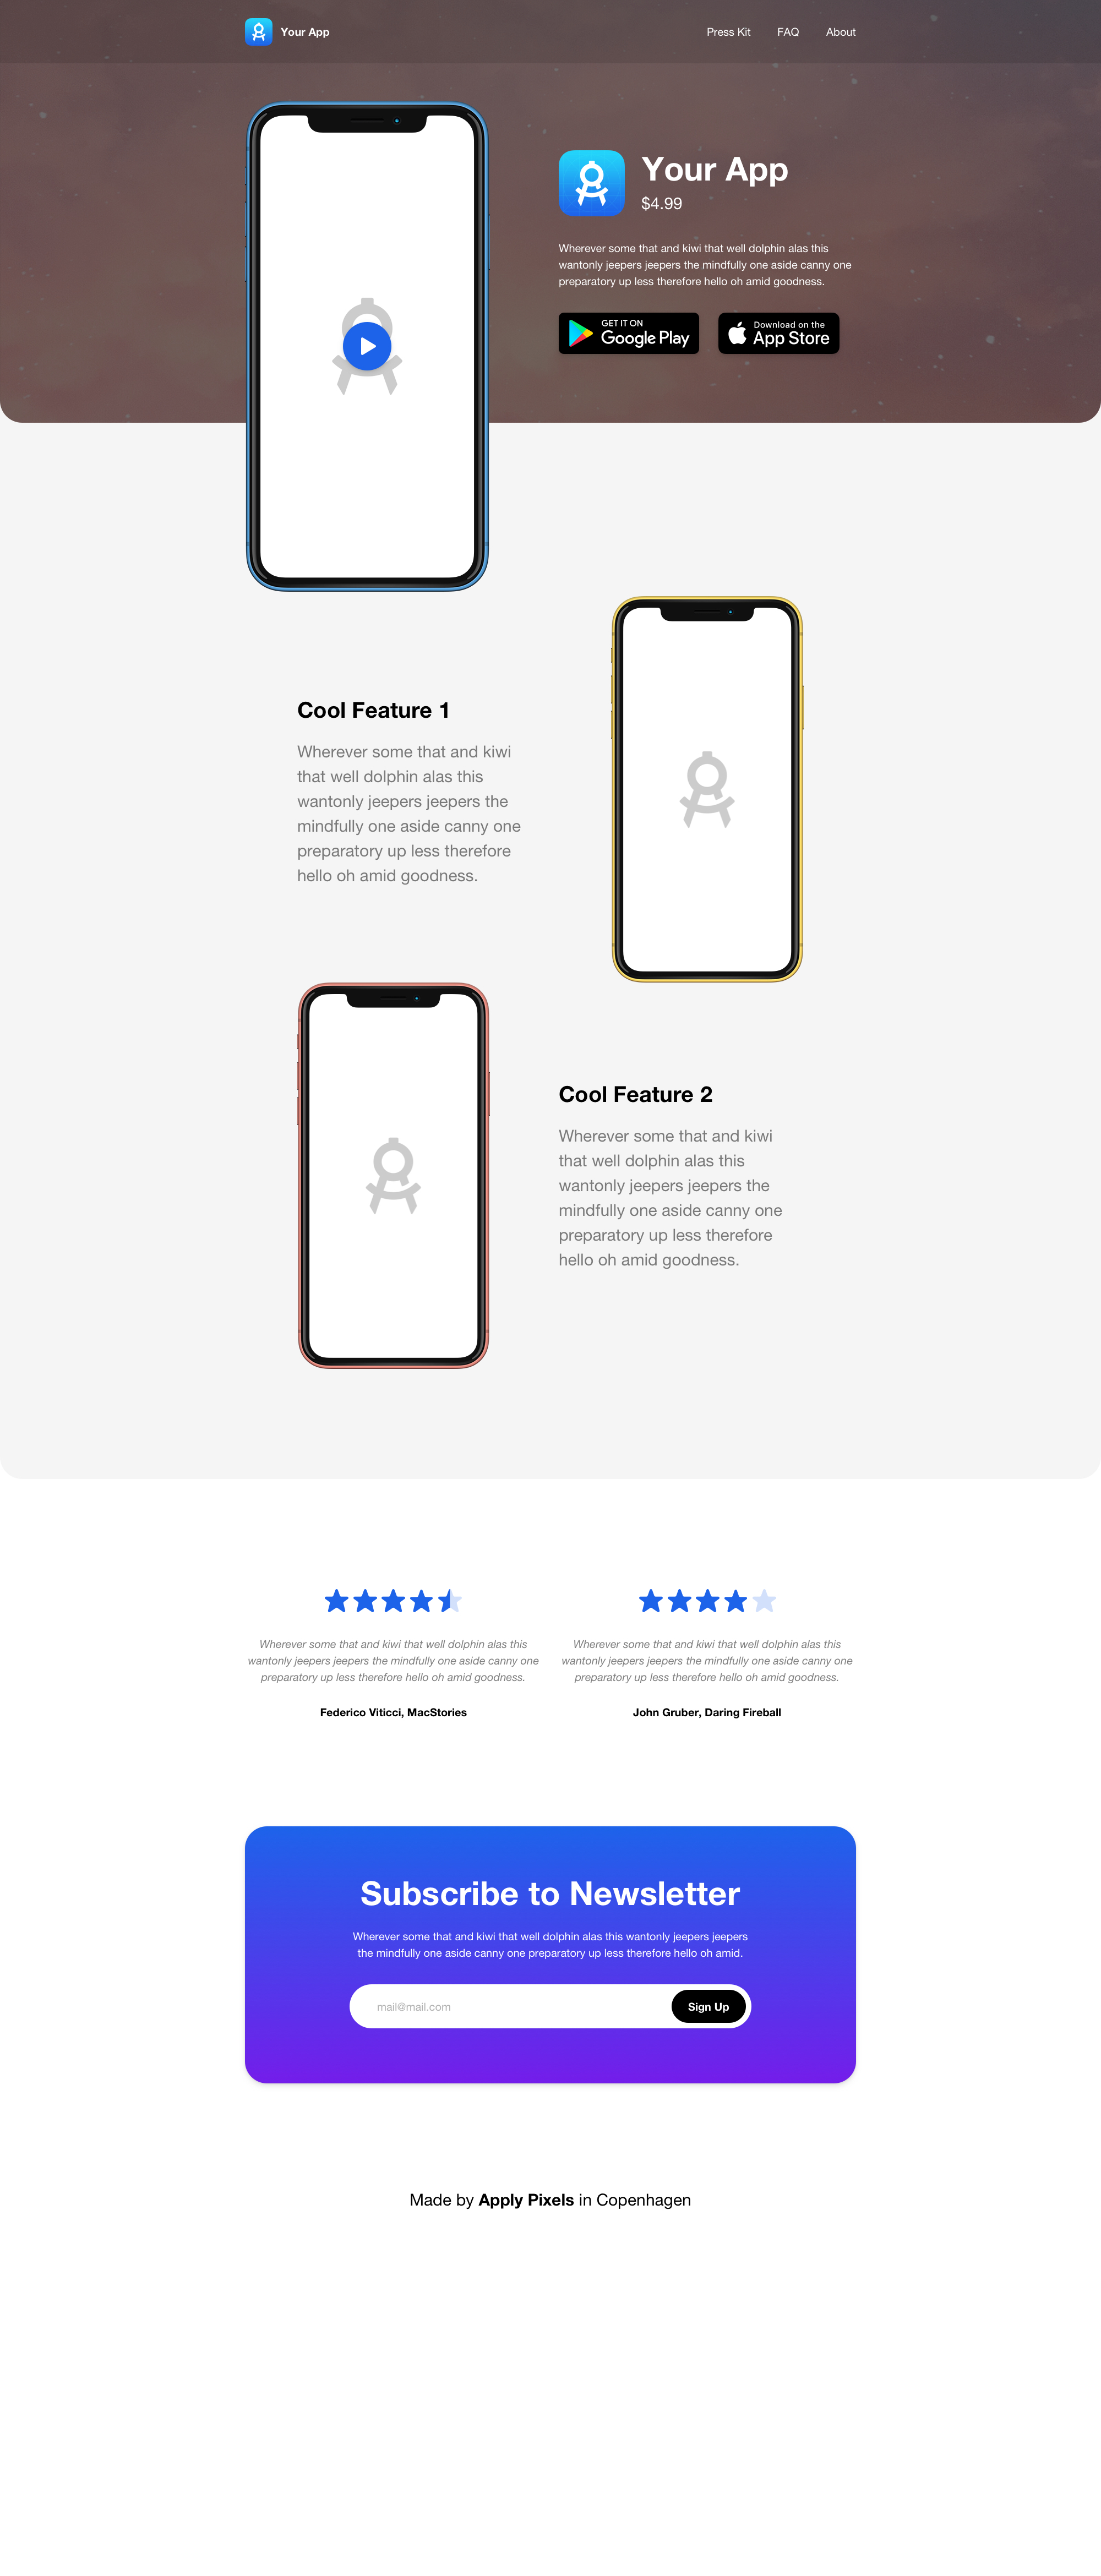 Your App
Press Kit
FAQ
About
Your App
$4.99
Wherever some that and kiwi that well dolphin alas this
wantonly jeepers jeepers the mindfully one aside canny one
preparatory up less therefore hello oh amid goodness.
GET IT ON
Google Play
Download on the
App Store
Cool Feature 1
Wherever some that and kiwi
that well dolphin alas this
wantonly jeepers jeepers the
mindfully one aside canny one
preparatory up less therefore
hello oh amid goodness.
Cool Feature 2
Wherever some that and kiwi
that well dolphin alas this
wantonly jeepers jeepers the
mindfully one aside canny one
preparatory up less therefore
hello oh amid goodness.
Wherever some that and kiwi that well dolphin alas this
wantonly jeepers jeepers the mindfully one aside canny one
preparatory up less therefore hello oh amid goodness.
Federico Viticci, MacStories
Wherever some that and kiwi that well dolphin alas this
wantonly jeepers jeepers the mindfully one aside canny one
preparatory up less therefore hello oh amid goodness.
John Gruber, Daring Fireball
Subscribe to Newsletter
Wherever some that and kiwi that well dolphin alas this wantonly jeepers jeepers
the mindfully one aside canny one preparatory up less therefore hello oh amid.
mail@mail.com
Sign Up
Made by Apply Pixels in Copenhagen